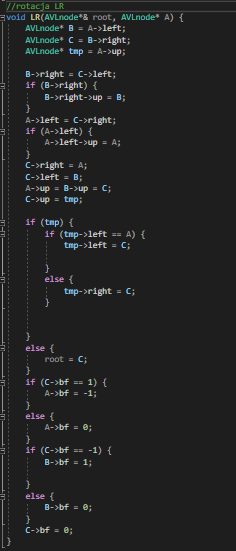 //rotacja LR
void LR(AVLnode*& root, AVLnode* A) {
AVLnode* B = A->left;
AVLnode* C = B->right;
AVLnode* tmp = A->up;
B->right = C->left;
if (B->right) {
B->right->up = B;
}
A->left = C->right;
if (A->left) {
A->left->up = A;
}
C->right = A;
C->left = B;
A->up = B->up = C;
C->up = tmp;
if (tmp) {
if (tmp->left == A) {
tmp->left = C;
}
else {
tmp->right = C;
}
}
else {
root = C;
}
if (C->bf == 1) {
A->bf = -1;
}
else {
A->bf = 0;
}
if (C->bf == -1) {
B->bf = 1;
}
else {
B->bf = 0;
}
C->bf = 0;
}